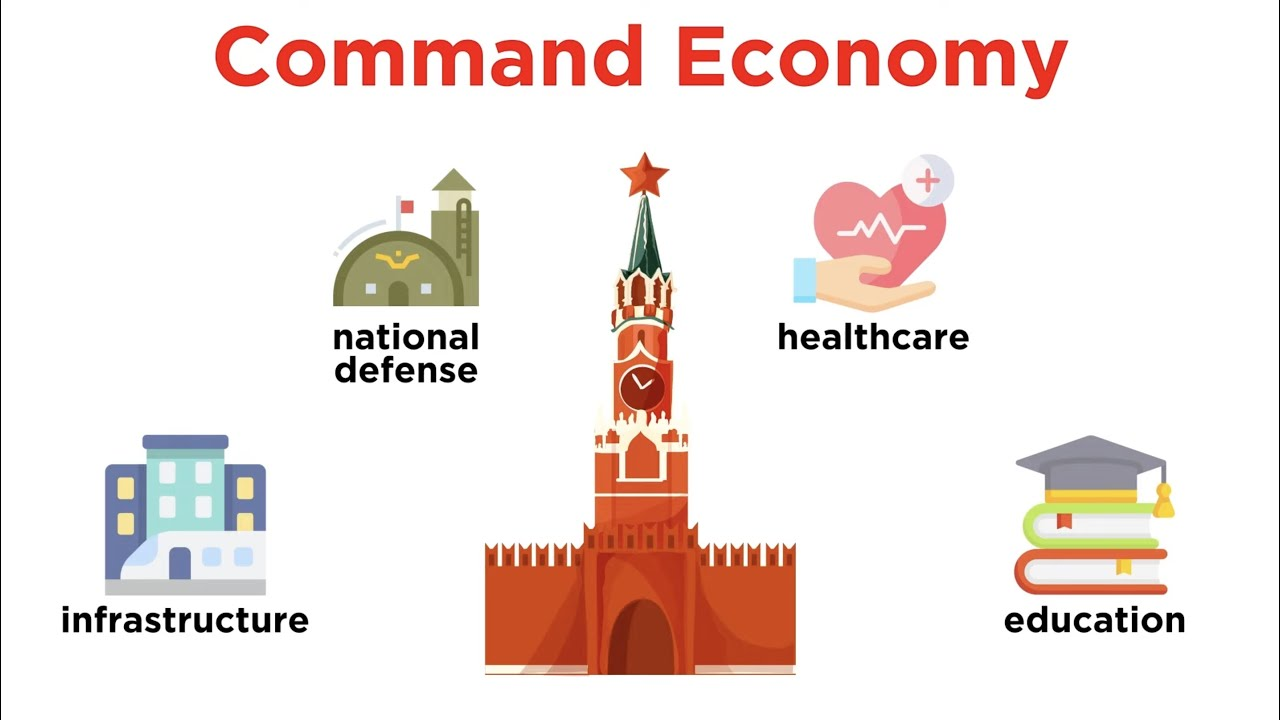 Command Economy
national
defense
healthcare
infrastructure
education